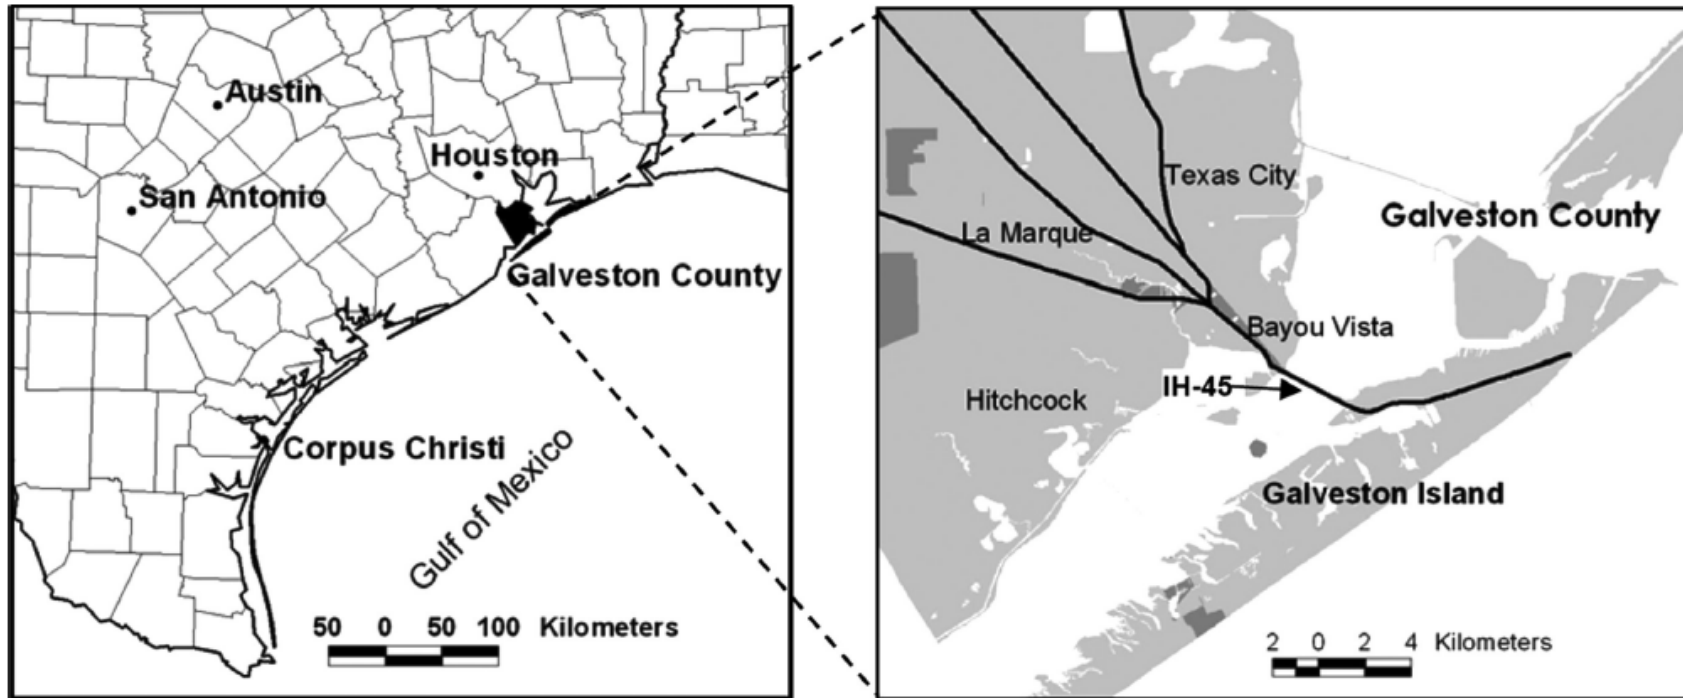 Austin
Houston
San Antonio
Galveston County
Corpus Christi
Gulf of Mexico
50 0 50 100 Kilometers
Texas City
Galveston County
La Marque
Bayou Vista
IH-45
Hitchcock
Galveston Island
2 0 2 4 Kilometers